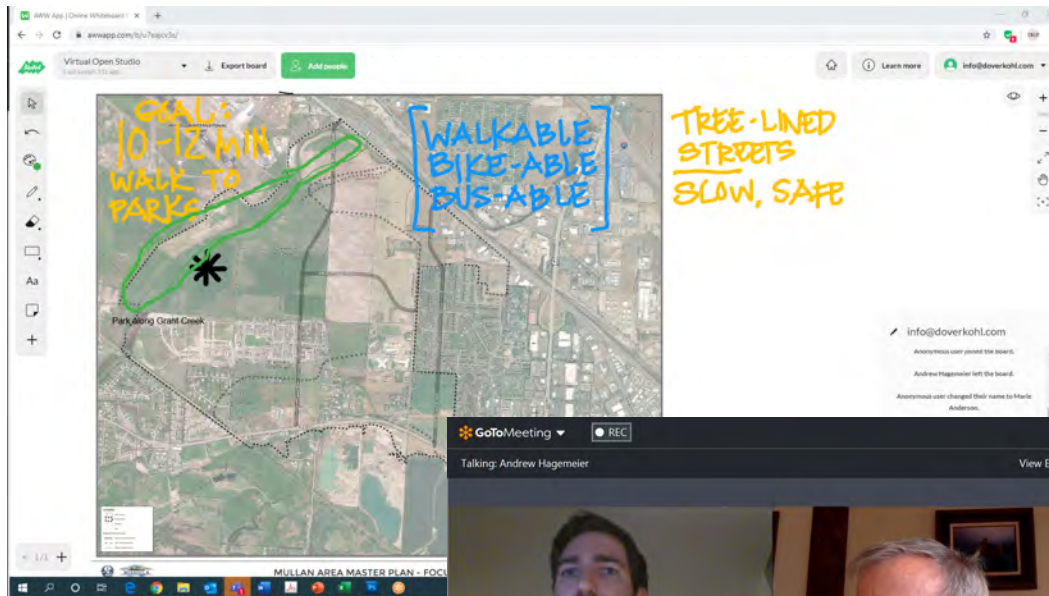 AWW App | Online Whiteboard
awwapp.com/b/u7eajocx3s/
Virtual Open Studio
Export board
Add people
Learn more
info@doverkohl.com
GOAL:
10-12 MIN
WALK TO
PARKS
WALKABLE
BIKE-ABLE
BUS-ABLE
TREE-LINED
STREETS
SLOW, SAFE
Aa
Park along Grant Creek
info@doverkohl.com
Anonymous user joined the board.
Andrew Hagemeier left the board.
Anonymous user changed their name to Marie
Anderson.
GoToMeeting
REC
Talking: Andrew Hagemeier
View E
1/1
MULLAN AREA MASTER PLAN - FOCU